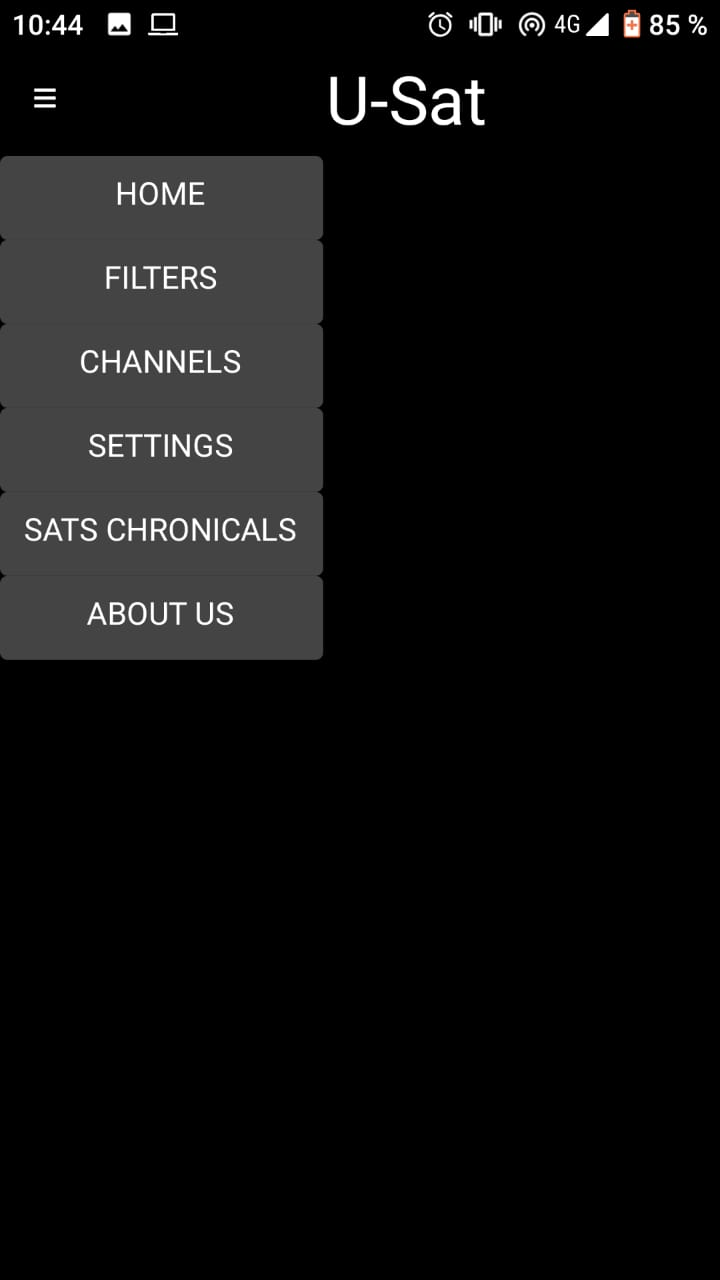 10:44 4G 85 %
U-Sat
HOME
FILTERS
CHANNELS
SETTINGS
SATS CHRONICALS
ABOUT US